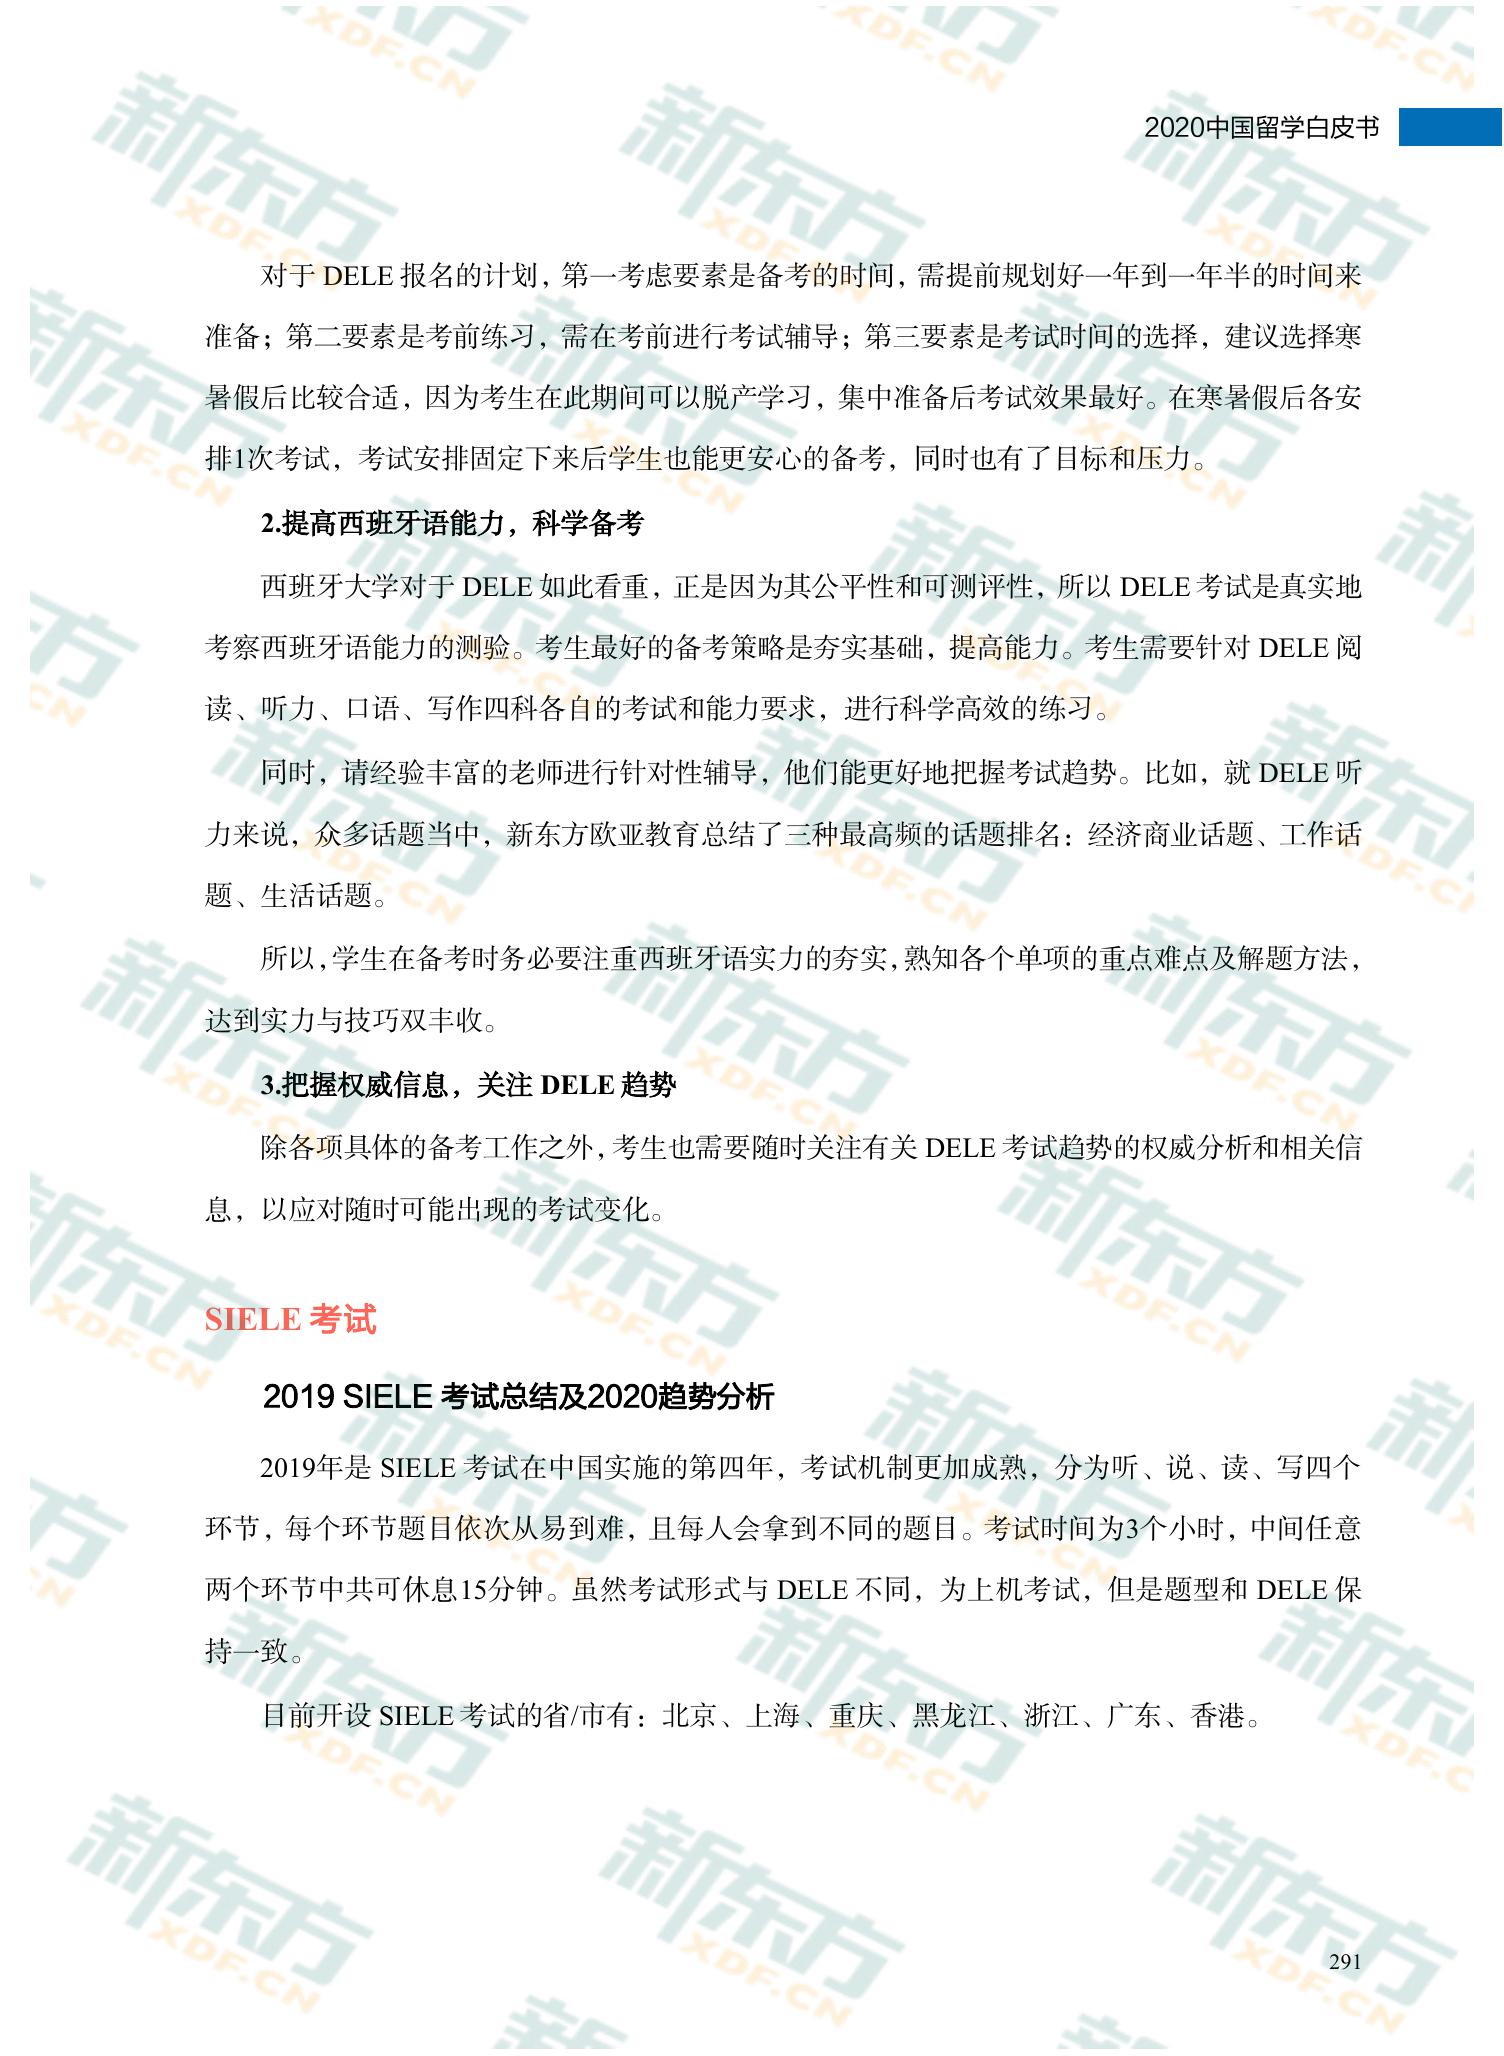 2020中国留学白皮书
对于 DELE 报名的计划，第一考虑要素是备考的时间，需提前规划好一年到一年半的时间来
准备；第二要素是考前练习，需在考前进行考试辅导；第三要素是考试时间的选择，建议选择寒
暑假后比较合适，因为考生在此期间可以脱产学习，集中准备后考试效果最好。在寒暑假后各安
排1次考试，考试安排固定下来后学生也能更安心的备考，同时也有了目标和压力。
2.提高西班牙语能力，科学备考
西班牙大学对于 DELE 如此看重，正是因为其公平性和可测评性，所以 DELE 考试是真实地
考察西班牙语能力的测验。考生最好的备考策略是夯实基础，提高能力。考生需要针对 DELE 阅
读、听力、口语、写作四科各自的考试和能力要求，进行科学高效的练习。
同时，请经验丰富的老师进行针对性辅导，他们能更好地把握考试趋势。比如，就 DELE 听
力来说，众多话题当中，新东方欧亚教育总结了三种最高频的话题排名：经济商业话题、工作话
题、生活话题。
所以，学生在备考时务必要注重西班牙语实力的夯实，熟知各个单项的重点难点及解题方法，
达到实力与技巧双丰收。
3.把握权威信息，关注 DELE 趋势
除各项具体的备考工作之外，考生也需要随时关注有关 DELE 考试趋势的权威分析和相关信
息，以应对随时可能出现的考试变化。
SIELE 考试
2019 SIELE 考试总结及2020趋势分析
2019年是 SIELE 考试在中国实施的第四年，考试机制更加成熟，分为听、说、读、写四个
环节，每个环节题目依次从易到难，且每人会拿到不同的题目。考试时间为3个小时，中间任意
两个环节中共可休息15分钟。虽然考试形式与 DELE 不同，为上机考试，但是题型和 DELE 保
持一致。
目前开设 SIELE 考试的省/市有：北京、上海、重庆、黑龙江、浙江、广东、香港。
291